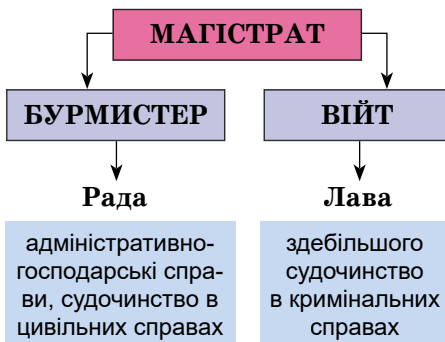 МАГІСТРАТ
БУРМИСТЕР
ВІЙТ
Рада
Лава
адміністративно-
господарські спра-
ви, судочинство в
цивільних справах
здебільшого
судочинство
в кримінальних
справах